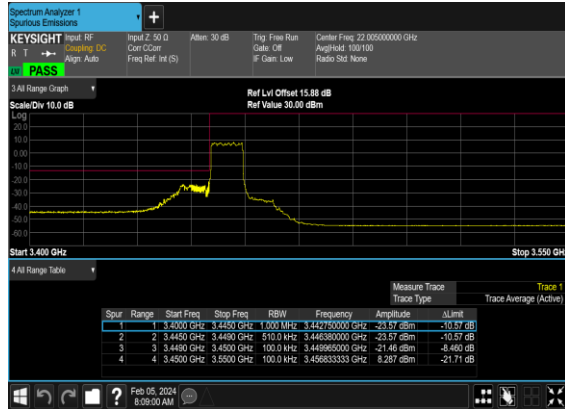 Spectrum Analyzer 1
Spurious Emissions
KEYSIGHT Input: RF Input Z: 50 Ω Atten: 30 dB Trig: Free Run Center Freq: 22.005000000 GHz
R T Coupling: DC Corr CCorr Gate: Off Avg|Hold: 100/100
Align: Auto Freq Ref: Int (S) IF Gain: Low Radio Std: None
PASS
3 All Range Graph
Ref Lvl Offset 15.88 dB
Scale/Div 10.0 dB Ref Value 30.00 dBm
Log
20.0
10.0
0.00
-10.0
-20.0
-30.0
-40.0
-50.0
-60.0
Start 3.400 GHz Stop 3.550 GH
4 All Range Table
Measure Trace Trace 1
Trace Type Trace Average (Active)
Spur Range Start Freq Stop Freq RBW Frequency Amplitude ΔLimit
1 1 3.4000 GHz 3.4450 GHz 1.000 MHz 3.442750000 GHz -23.57 dBm -10.57 dB
2 2 3.4450 GHz 3.4490 GHz 510.0 kHz 3.446380000 GHz -23.57 dBm -10.57 dB
3 3 3.4490 GHz 3.4500 GHz 100.0 kHz 3.449965000 GHz -21.46 dBm -8.460 dB
4 4 3.4500 GHz 3.5500 GHz 100.0 kHz 3.456833333 GHz 8.287 dBm -21.71 dB
? Feb 05, 2024
8:09:00 AM